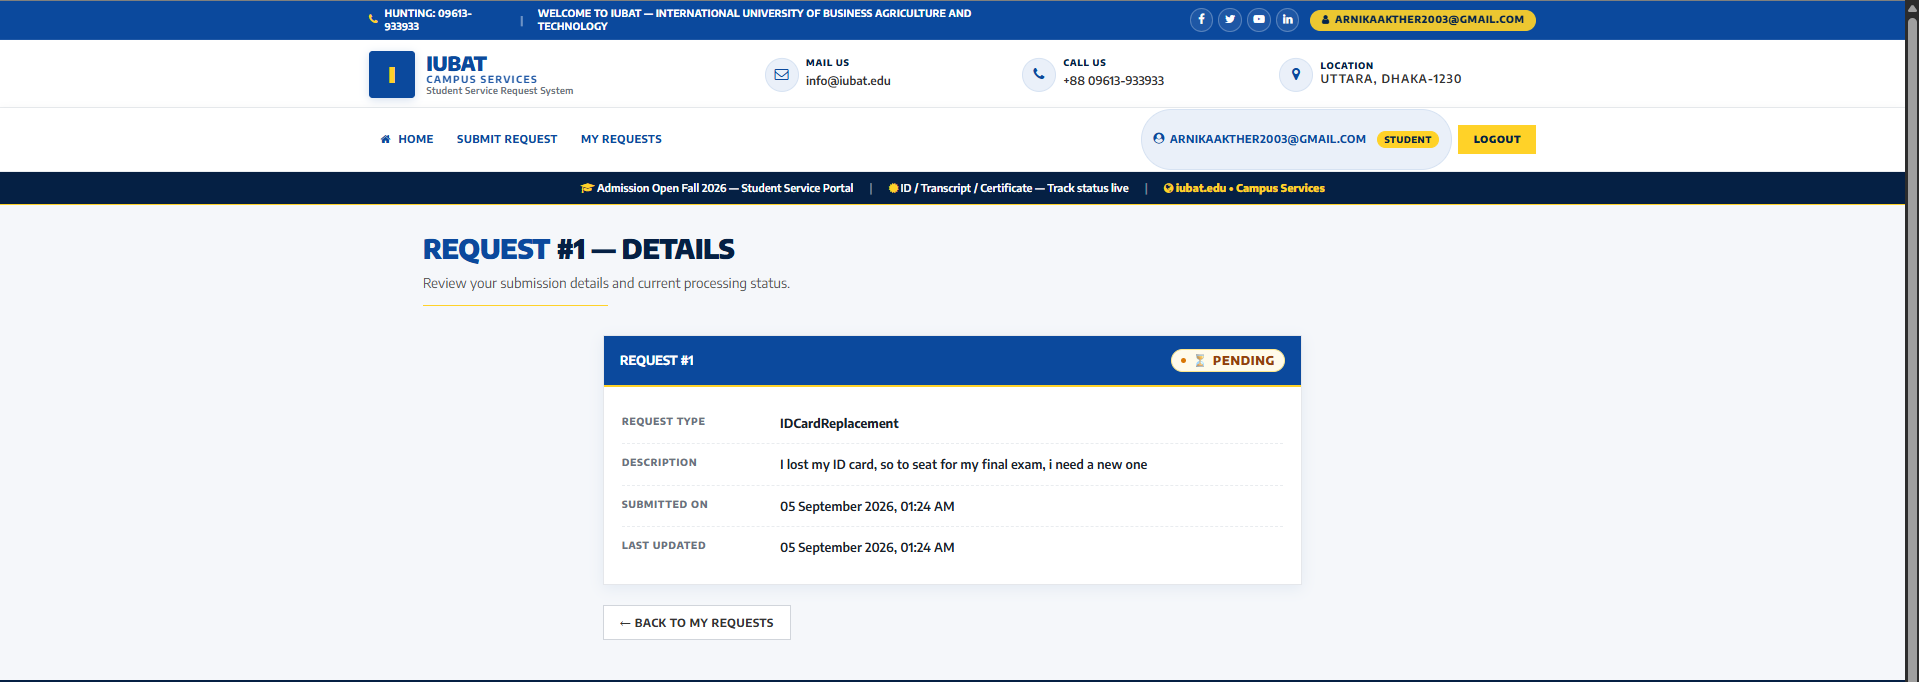 HUNTING: 09613-
933933
|
WELCOME TO IUBAT — INTERNATIONAL UNIVERSITY OF BUSINESS AGRICULTURE AND
TECHNOLOGY
ARNIKAAKTHER2003@GMAIL.COM
IUBAT
CAMPUS SERVICES
Student Service Request System
MAIL US
info@iubat.edu
CALL US
+88 09613-933933
LOCATION
UTTARA, DHAKA-1230
HOME SUBMIT REQUEST MY REQUESTS
ARNIKAAKTHER2003@GMAIL.COM STUDENT LOGOUT
Admission Open Fall 2026 — Student Service Portal | ID / Transcript / Certificate — Track status live | iubat.edu • Campus Services
REQUEST #1 — DETAILS
Review your submission details and current processing status.
REQUEST #1 PENDING
REQUEST TYPE IDCardReplacement
DESCRIPTION I lost my ID card, so to seat for my final exam, i need a new one
SUBMITTED ON 05 September 2026, 01:24 AM
LAST UPDATED 05 September 2026, 01:24 AM
← BACK TO MY REQUESTS